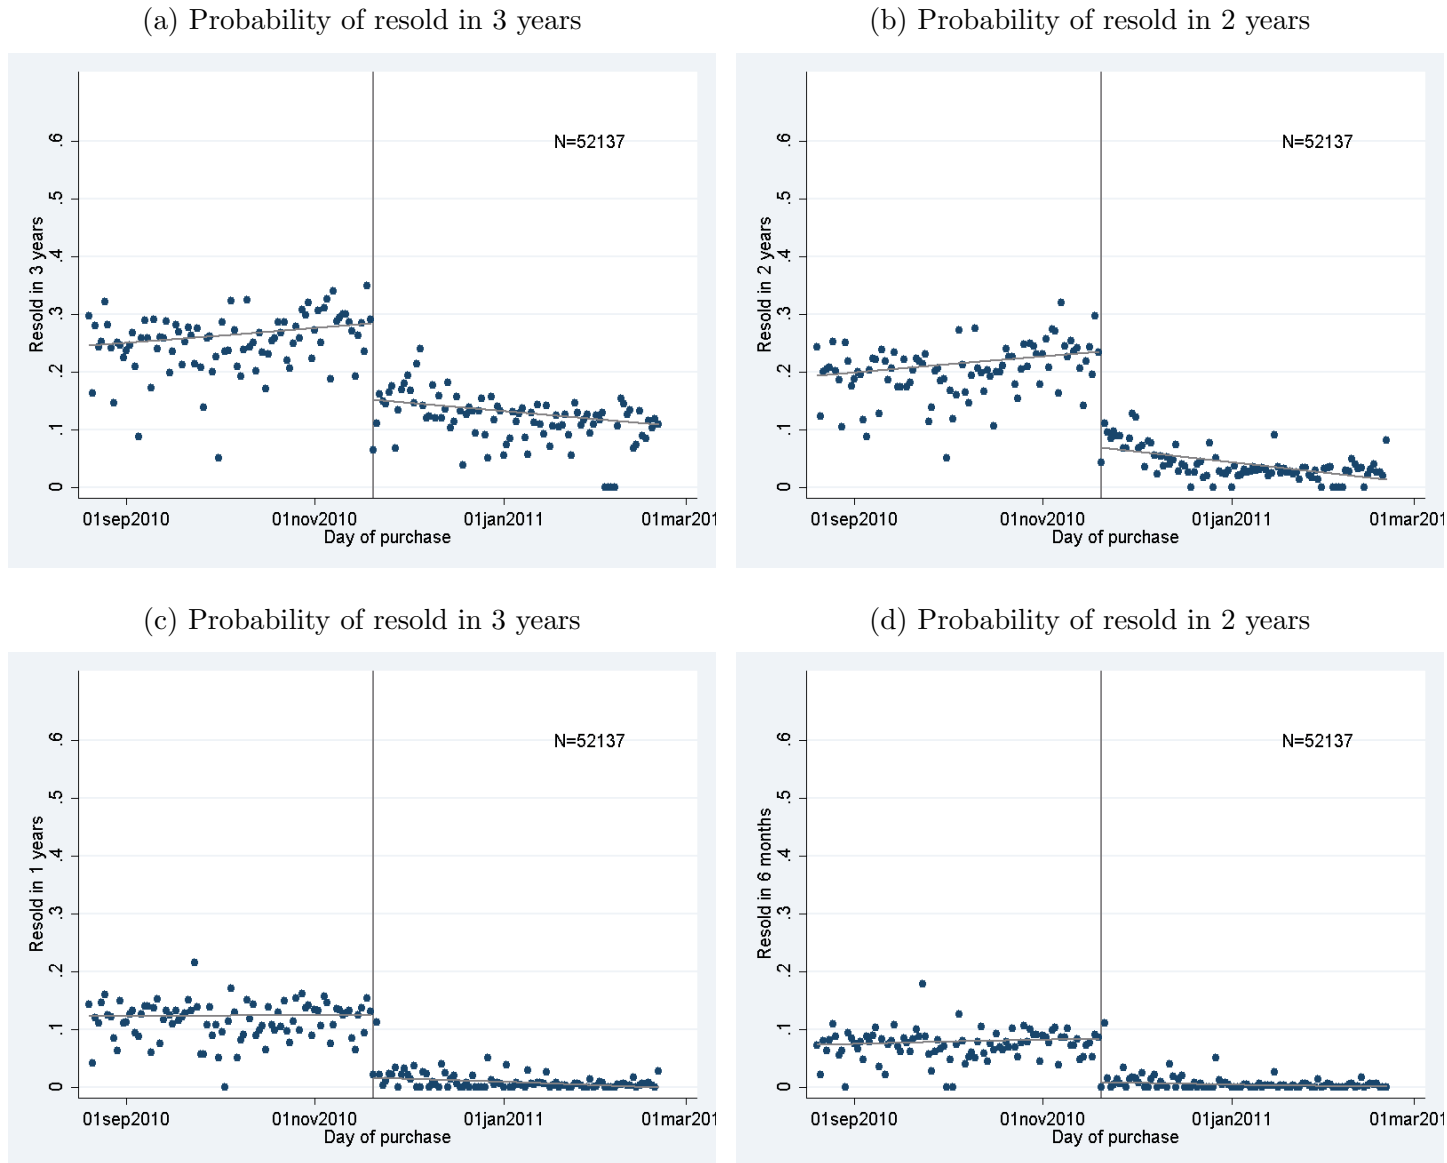 (a) Probability of resold in 3 years
(b) Probability of resold in 2 years
Resold in 3 years
0 .1 .2 .3 .4 .5 .6
N=52137
01sep2010 01nov2010 01jan2011 01mar201
Day of purchase
Resold in 2 years
0 .1 .2 .3 .4 .5 .6
N=52137
01sep2010 01nov2010 01jan2011 01mar201
Day of purchase
(c) Probability of resold in 3 years
(d) Probability of resold in 2 years
Resold in 1 years
0 .1 .2 .3 .4 .5 .6
N=52137
01sep2010 01nov2010 01jan2011 01mar201
Day of purchase
Resold in 6 months
0 .1 .2 .3 .4 .5 .6
N=52137
01sep2010 01nov2010 01jan2011 01mar201
Day of purchase